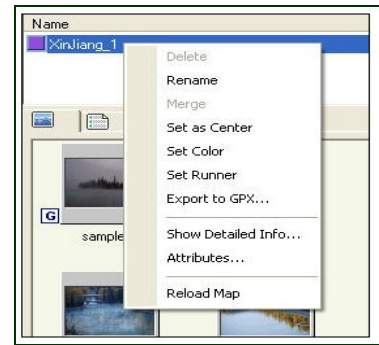 Name
XinJiang_1
Delete
Rename
Merge
Set as Center
Set Color
Set Runner
Export to GPX...
Show Detailed Info...
Attributes...
Reload Map
G
sample